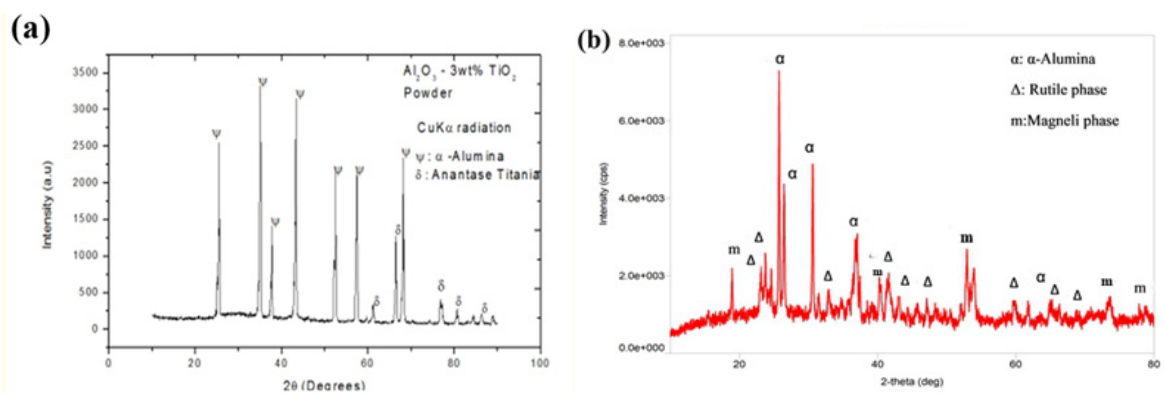 (a)
Al2O3 - 3wt% TiO2
Powder
CuKα radiation
ψ : α -Alumina
δ : Anantase Titania
3500
3000
2500
2000
1500
1000
500
0
Intensity (a.u)
ψ
ψ
ψ
ψ
ψ
ψ
ψ
ψ
δ
δ
δ
δ
δ
0 20 40 60 80 100
2θ (Degrees)
(b)
8.0e+003
6.0e+003
4.0e+003
2.0e+003
0.0e+000
Intensity (cps)
α: α-Alumina
Δ: Rutile phase
m:Magneli phase
m
Δ
Δ
α
α
α
Δ
α
m
Δ
Δ
Δ
m
Δ
α
Δ
Δ
m
m
20 40 60 80
2-theta (deg)